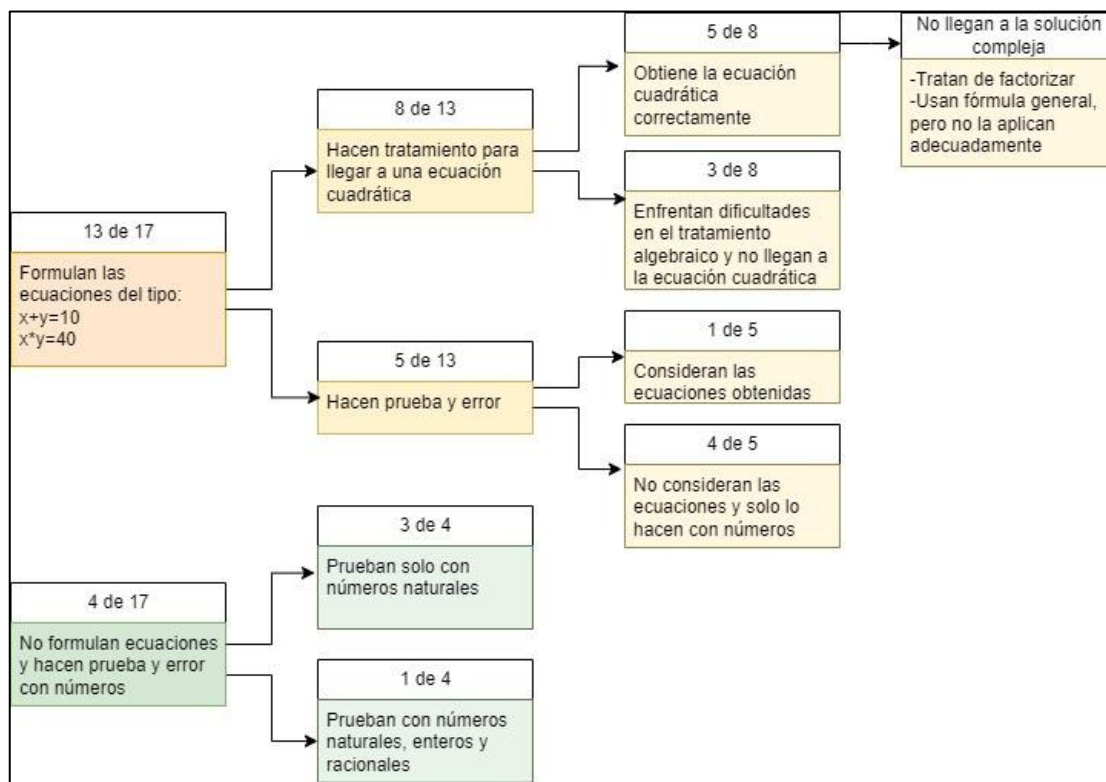 13 de 17
Formulan las
ecuaciones del tipo:
x+y=10
x*y=40
8 de 13
Hacen tratamiento para
llegar a una ecuación
cuadrática
5 de 8
Obtiene la ecuación
cuadrática
correctamente
No llegan a la solución
compleja
-Tratan de factorizar
-Usan fórmula general,
pero no la aplican
adecuadamente
3 de 8
Enfrentan dificultades
en el tratamiento
algebraico y no llegan a
la ecuación cuadrática
5 de 13
Hacen prueba y error
1 de 5
Consideran las
ecuaciones obtenidas
4 de 5
No consideran las
ecuaciones y solo lo
hacen con números
4 de 17
No formulan ecuaciones
y hacen prueba y error
con números
3 de 4
Prueban solo con
números naturales
1 de 4
Prueban con números
naturales, enteros y
racionales